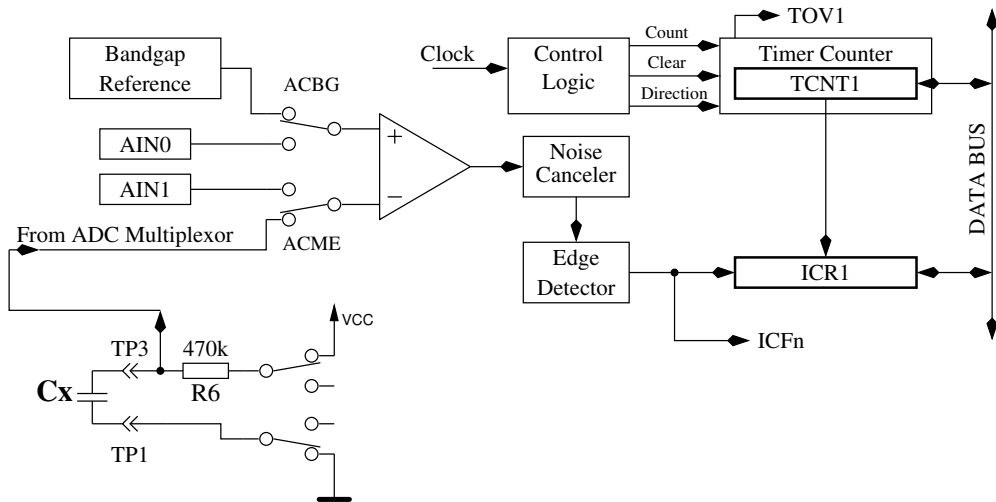 TOV1
Bandgap
Reference
ACBG
Clock
Control
Logic
Count
Clear
Direction
Timer Counter
TCNT1
AIN0
AIN1
+
−
Noise
Canceler
DATA BUS
From ADC Multiplexor
ACME
Edge
Detector
ICR1
ICFn
VCC
TP3
470k
R6
Cx
TP1